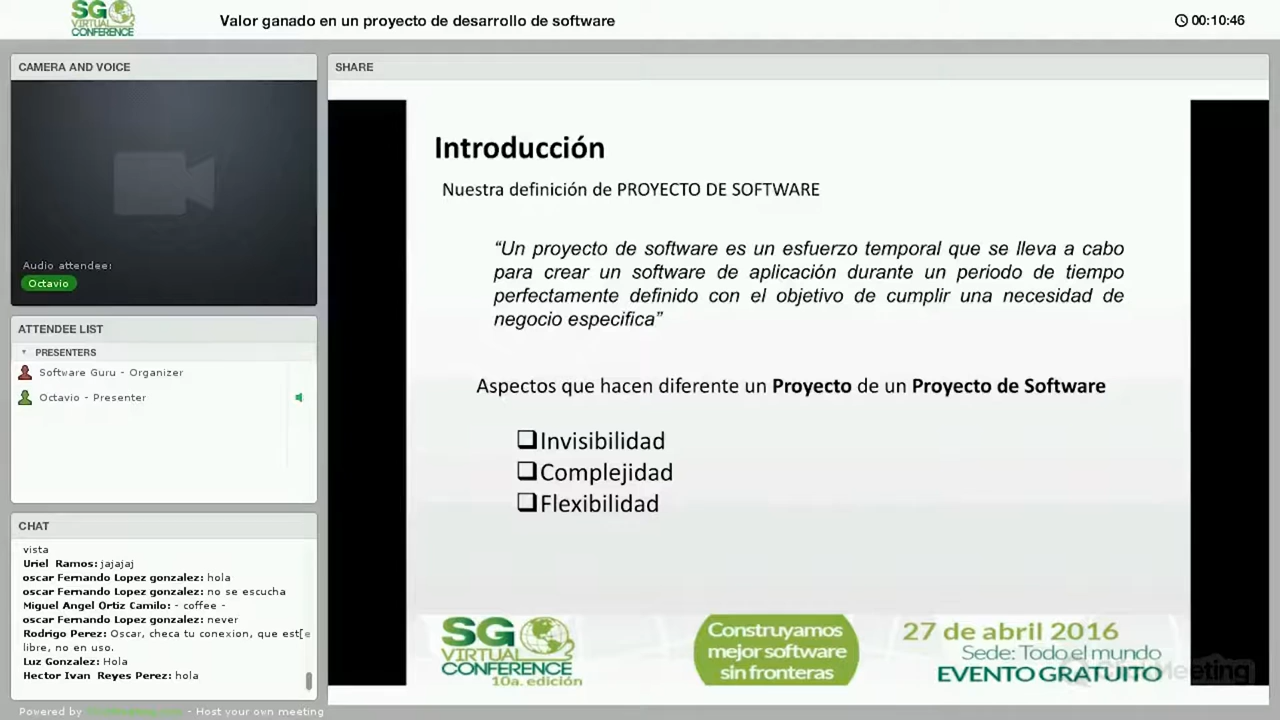 SG
VIRTUAL
CONFERENCE
Valor ganado en un proyecto de desarrollo de software
00:10:46
CAMERA AND VOICE
Audio attendee:
Octavio
ATTENDEE LIST
PRESENTERS
Software Guru - Organizer
Octavio - Presenter
CHAT
vista
Uriel Ramos: jajajaj
oscar Fernando Lopez gonzalez: hola
oscar Fernando Lopez gonzalez: no se escucha
Miguel Angel Ortiz Camilo: - coffee -
oscar Fernando Lopez gonzalez: never
Rodrigo Perez: Oscar, checa tu conexion, que est[e
libre, no en uso.
Luz Gonzalez: Hola
Hector Ivan Reyes Perez: hola
Powered by - Host your own meeting
SHARE
Introducción
Nuestra definición de PROYECTO DE SOFTWARE
“Un proyecto de software es un esfuerzo temporal que se lleva a cabo
para crear un software de aplicación durante un periodo de tiempo
perfectamente definido con el objetivo de cumplir una necesidad de
negocio especifica”
Aspectos que hacen diferente un Proyecto de un Proyecto de Software
Invisibilidad
Complejidad
Flexibilidad
SG
VIRTUAL
CONFERENCE
10a. edición
Construyamos
mejor software
sin fronteras
27 de abril 2016
Sede: Todo el mundo
EVENTO GRATUITO